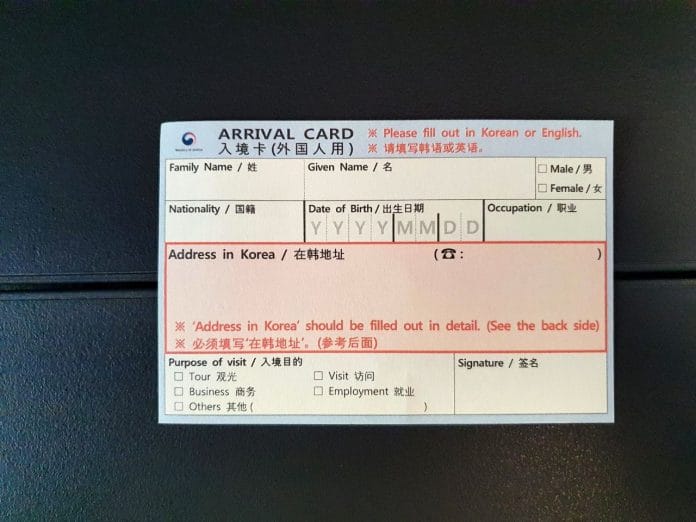 ARRIVAL CARD ※ Please fill out in Korean or English.
入境卡(外国人用) ※ 请填写韩语或英语。
Family Name / 姓 Given Name / 名 □ Male / 男
□ Female / 女
Nationality / 国籍 Date of Birth / 出生日期 Occupation / 职业
Y Y Y Y M M D D
Address in Korea / 在韩地址 (☎ : )
※ 'Address in Korea' should be filled out in detail. (See the back side)
※ 必须填写'在韩地址'。(参考后面)
Purpose of visit / 入境目的 Signature / 签名
□ Tour 观光 □ Visit 访问
□ Business 商务 □ Employment 就业
□ Others 其他 ( )